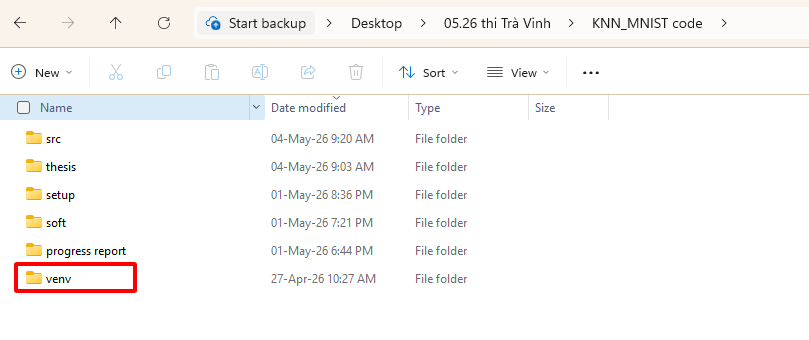 Start backup > Desktop > 05.26 thi Trà Vinh > KNN_MNIST code >
New Sort View ...
Name Date modified Type Size
src 04-May-26 9:20 AM File folder
thesis 04-May-26 9:03 AM File folder
setup 01-May-26 8:36 PM File folder
soft 01-May-26 7:21 PM File folder
progress report 01-May-26 6:44 PM File folder
venv 27-Apr-26 10:27 AM File folder